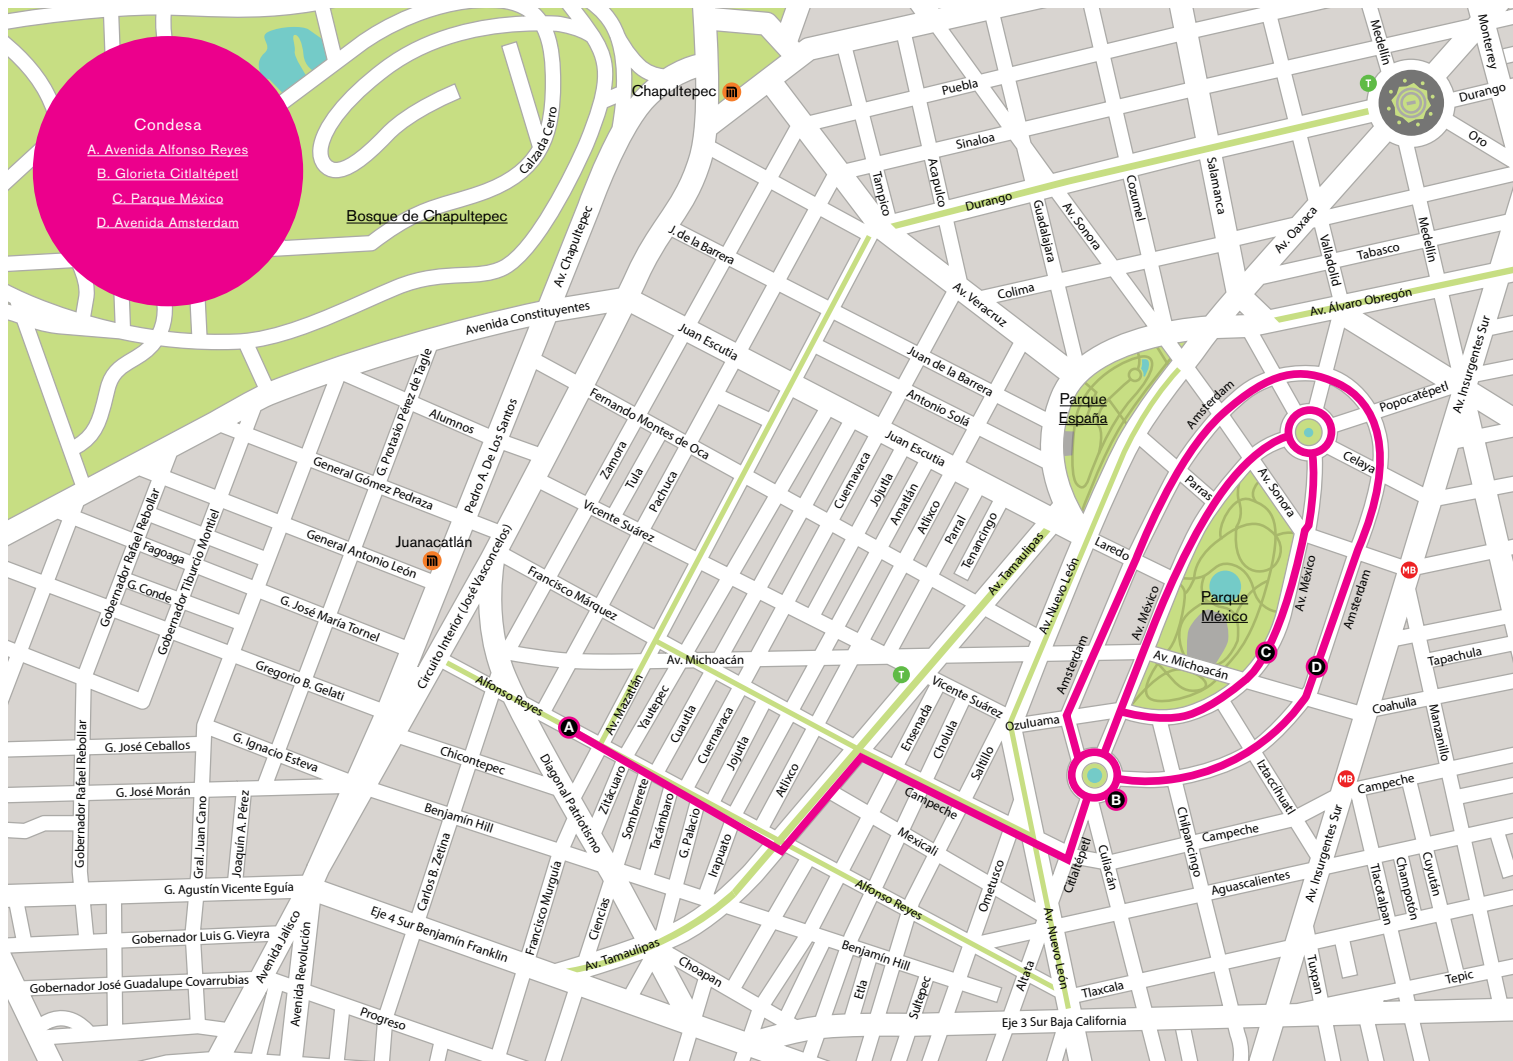 Condesa
A. Avenida Alfonso Reyes
B. Glorieta Citlaltépetl
C. Parque México
D. Avenida Amsterdam
Bosque de Chapultepec
Calzada Cerro
Chapultepec
Puebla
Sinaloa
Medellín
Monterrey
T
Durango
Oro
Tampico
Acapulco
Durango
Guadalajara
Av. Sonora
Cozumel
Salamanca
Av. Oaxaca
Valladolid
Tabasco
Medellín
Av. Chapultepec
J. de la Barrera
Av. Veracruz
Colima
Av. Álvaro Obregón
Avenida Constituyentes
Juan Escutia
Juan de la Barrera
Antonio Solá
Juan Escutia
Parque
España
Amsterdam
Popocatépetl
Av. Insurgentes Sur
G. Protasio Pérez de Tagle
Alumnos
Pedro A. De Los Santos
Fernando Montes de Oca
Zamora
Tula
Pachuca
Vicente Suárez
General Gómez Pedraza
General Antonio León
Juanacatlán
Cuernavaca
Jojutla
Amatlán
Atlixco
Parral
Tenancingo
Av. Tamaulipas
Av. Nuevo León
Laredo
Parras
Av. Sonora
Celaya
Av. México
Av. México
Amsterdam
Parque
México
MB
Gobernador Rafael Rebollar
Fagoaga
G. Conde
Gobernador Tiburcio Montiel
G. José María Tornel
Gregorio B. Gelati
Circuito Interior (José Vasconcelos)
Francisco Márquez
Av. Michoacán
T
Av. Michoacán
C
D
Tapachula
Amsterdam
Alfonso Reyes
A
Av. Mazatlán
Yautepec
Cuautla
Cuernavaca
Jojutla
Atlixco
Vicente Suárez
Ensenada
Cholula
Saltillo
Ozuluama
Coahuila
Manzanillo
Gobernador Rafael Rebollar
G. José Ceballos
G. Ignacio Esteva
G. José Morán
Gral. Juan Cano
Joaquín A. Pérez
Chicontepec
Diagonal Patriotismo
Zitácuaro
Sombrerete
Tacámbaro
G. Palacio
Irapuato
Campeche
Mexicali
B
Iztaccíhuatl
MB
Campeche
Campeche
Chilpancingo
Culiacán
Citlaltépetl
Benjamín Hill
Carlos B. Zetina
Francisco Murguía
Ciencias
G. Agustín Vicente Eguía
Eje 4 Sur Benjamín Franklin
Alfonso Reyes
Ometusco
Aguascalientes
Av. Insurgentes Sur
Tlacotalpan
Champotón
Cuyután
Gobernador Luis G. Vieyra
Avenida Jalisco
Avenida Revolución
Gobernador José Guadalupe Covarrubias
Av. Tamaulipas
Choapan
Benjamín Hill
Etla
Sultepec
Altata
Av. Nuevo León
Tlaxcala
Tuxpan
Tepic
Progreso
Eje 3 Sur Baja California